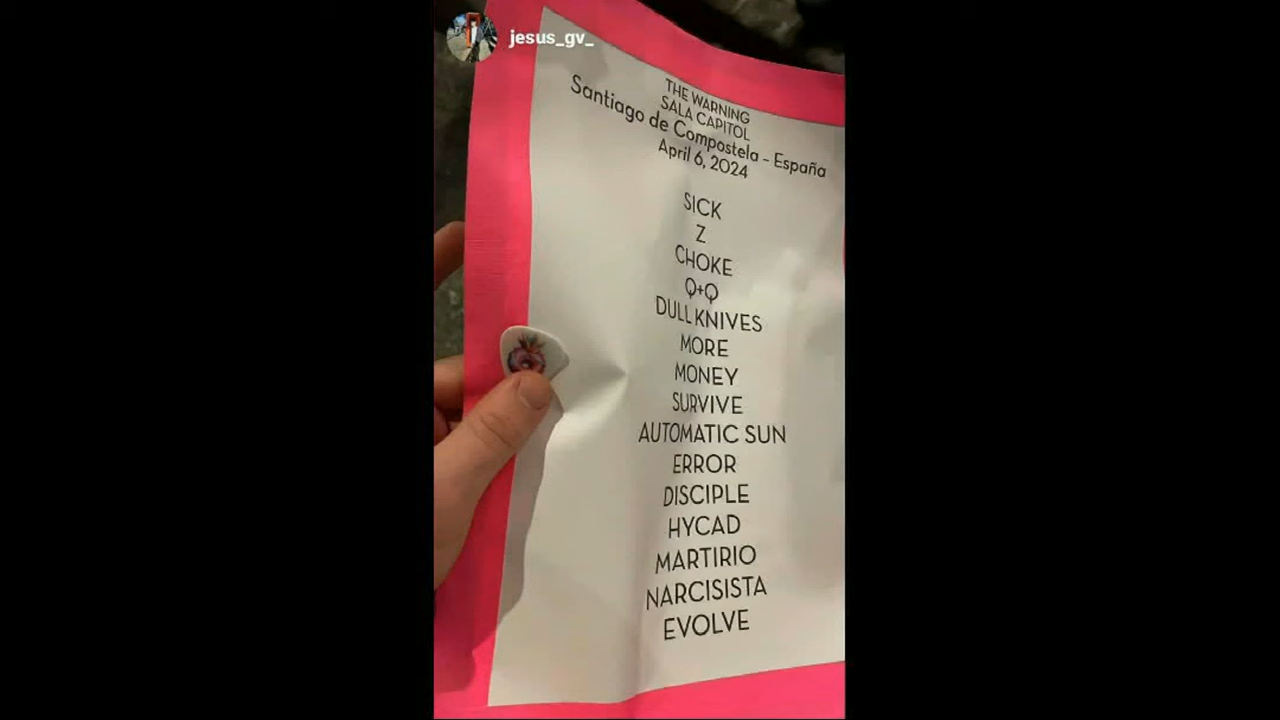 jesus_gv_
THE WARNING
SALA CAPITOL
Santiago de Compostela - España
April 6, 2024
SICK
Z
CHOKE
Q+Q
DULL KNIVES
MORE
MONEY
SURVIVE
AUTOMATIC SUN
ERROR
DISCIPLE
HYCAD
MARTIRIO
NARCISISTA
EVOLVE